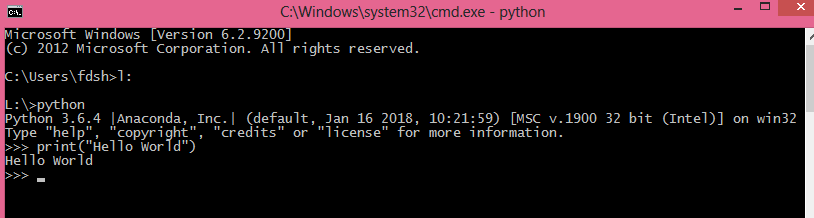 C:\Windows\system32\cmd.exe - python
Microsoft Windows [Version 6.2.9200]
(c) 2012 Microsoft Corporation. All rights reserved.
C:\Users\fdsh>l:
L:\>python
Python 3.6.4 |Anaconda, Inc.| (default, Jan 16 2018, 10:21:59) [MSC v.1900 32 bit (Intel)] on win32
Type "help", "copyright", "credits" or "license" for more information.
>>> print("Hello World")
Hello World
>>>